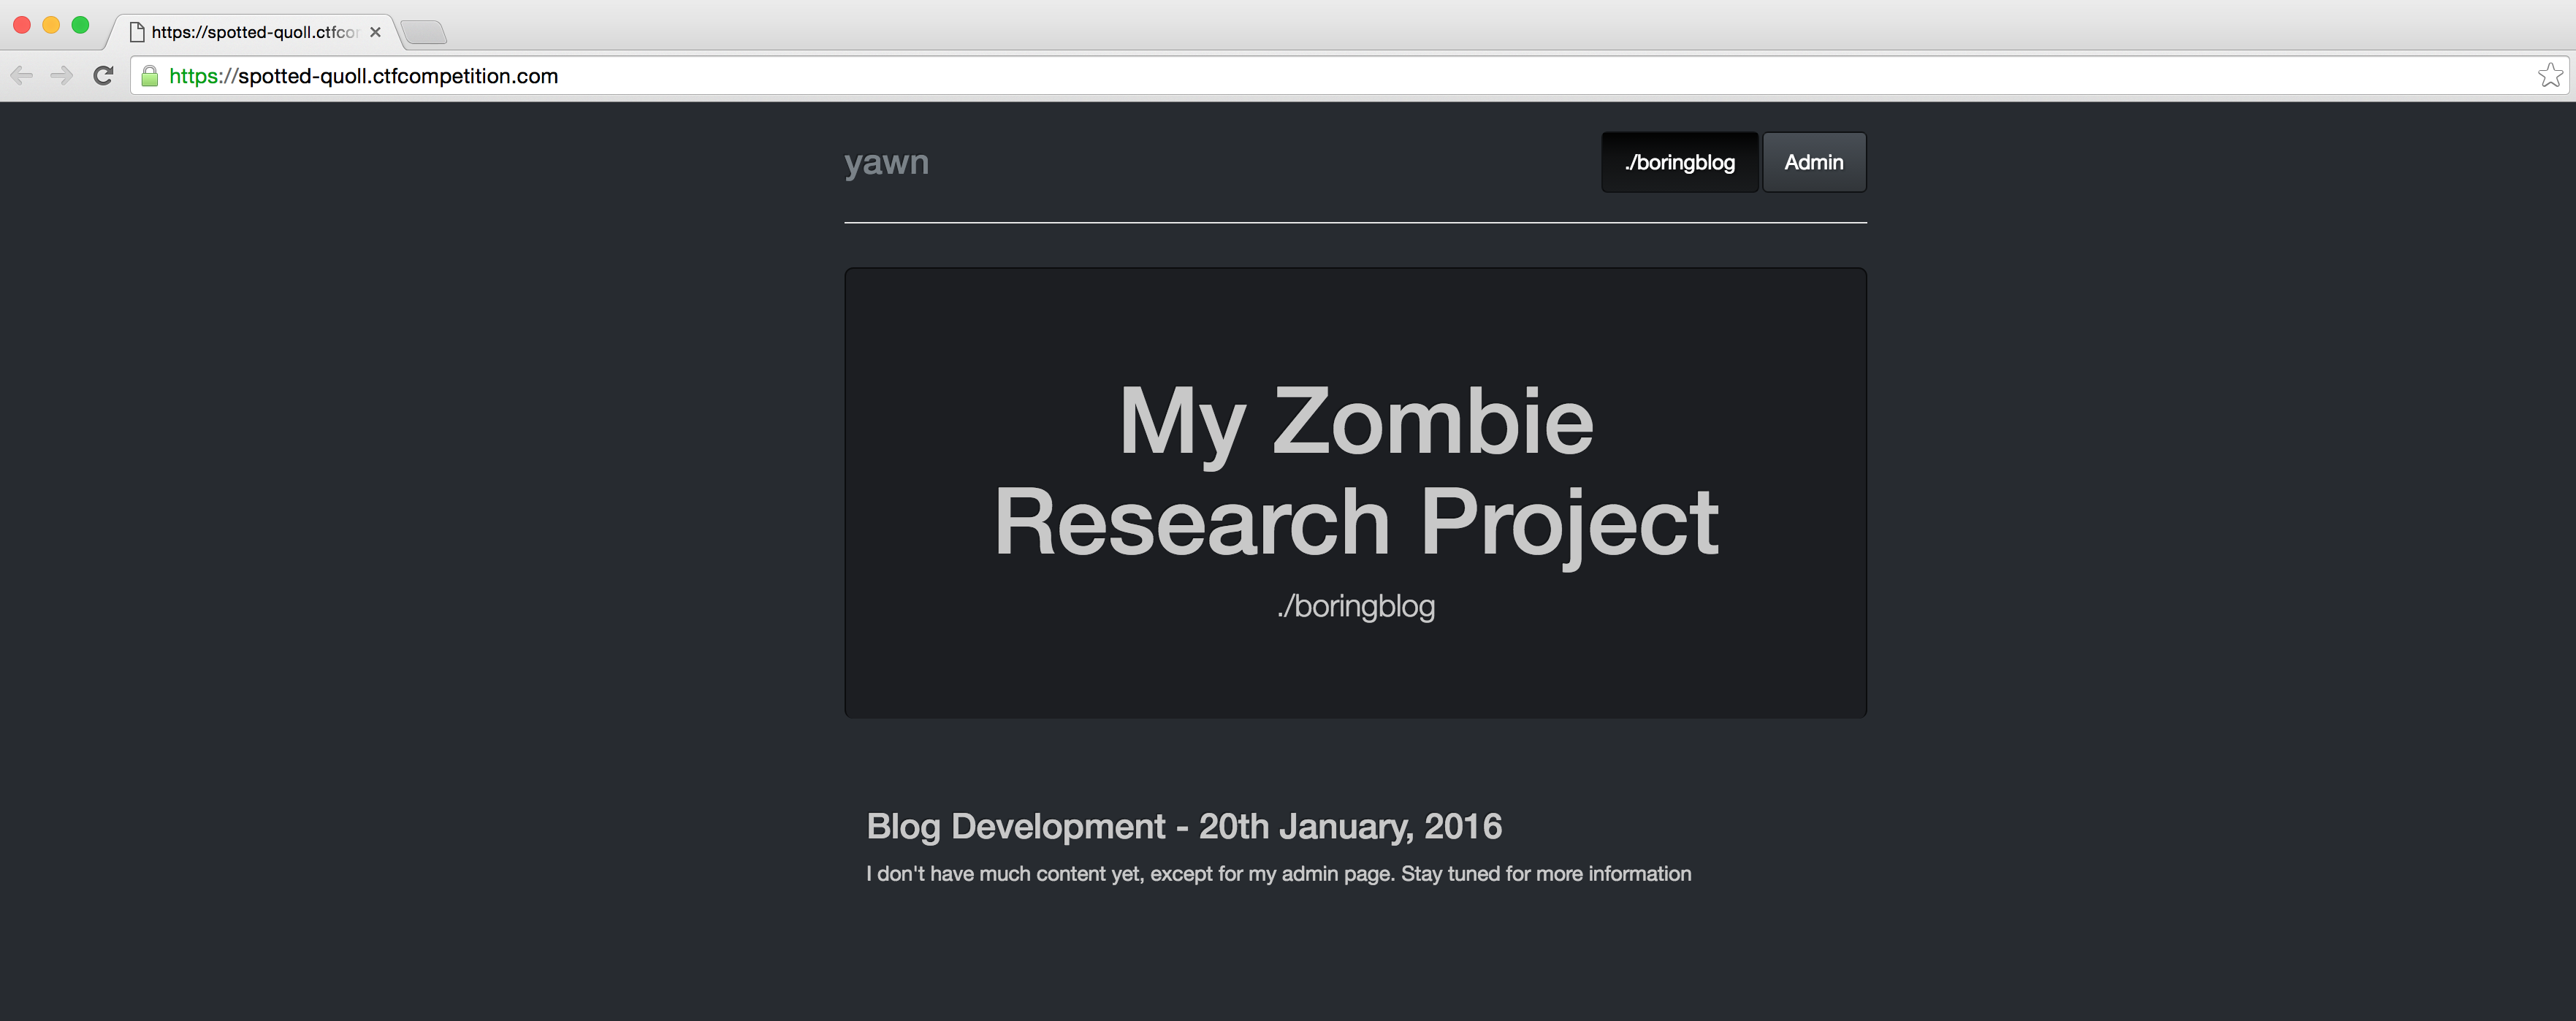 https://spotted-quoll.ctfcor
https://spotted-quoll.ctfcompetition.com
yawn
./boringblog
Admin
My Zombie
Research Project
./boringblog
Blog Development - 20th January, 2016
I don't have much content yet, except for my admin page. Stay tuned for more information